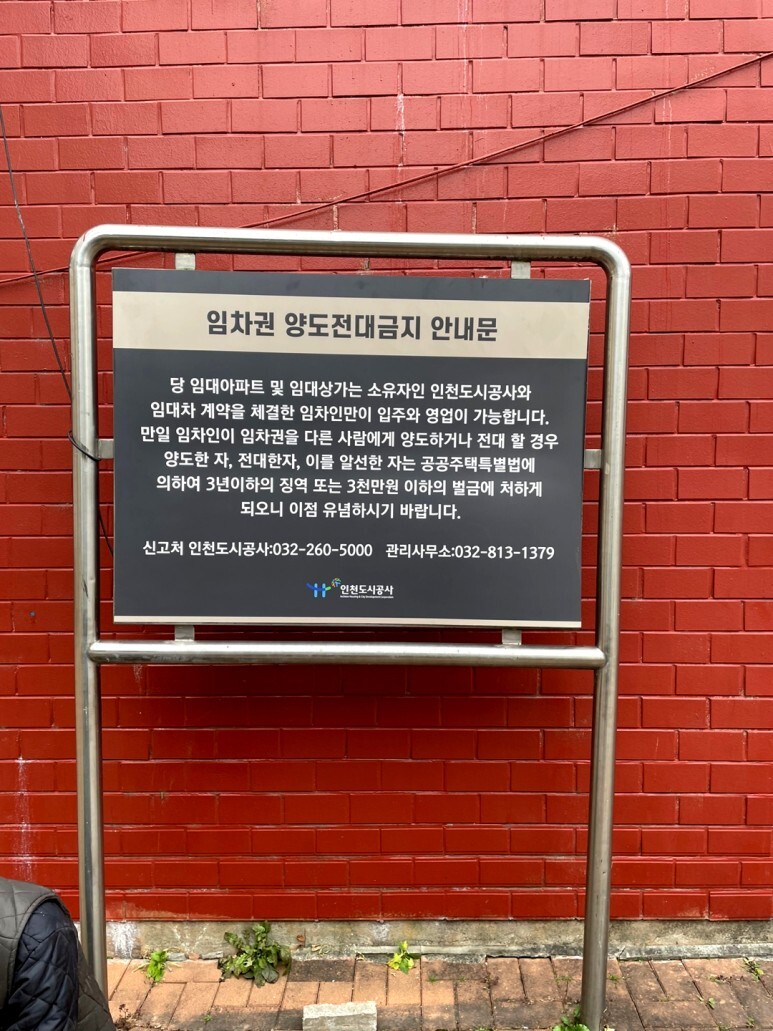 임차권 양도전대금지 안내문
당 임대아파트 및 임대상가는 소유자인 인천도시공사와
임대차 계약을 체결한 임차인만이 입주와 영업이 가능합니다.
만일 임차인이 임차권을 다른 사람에게 양도하거나 전대 할 경우
양도한 자, 전대한자, 이를 알선한 자는 공공주택특별법에
의하여 3년이하의 징역 또는 3천만원 이하의 벌금에 처하게
되오니 이점 유념하시기 바랍니다.
신고처 인천도시공사:032-260-5000 관리사무소:032-813-1379
인천도시공사